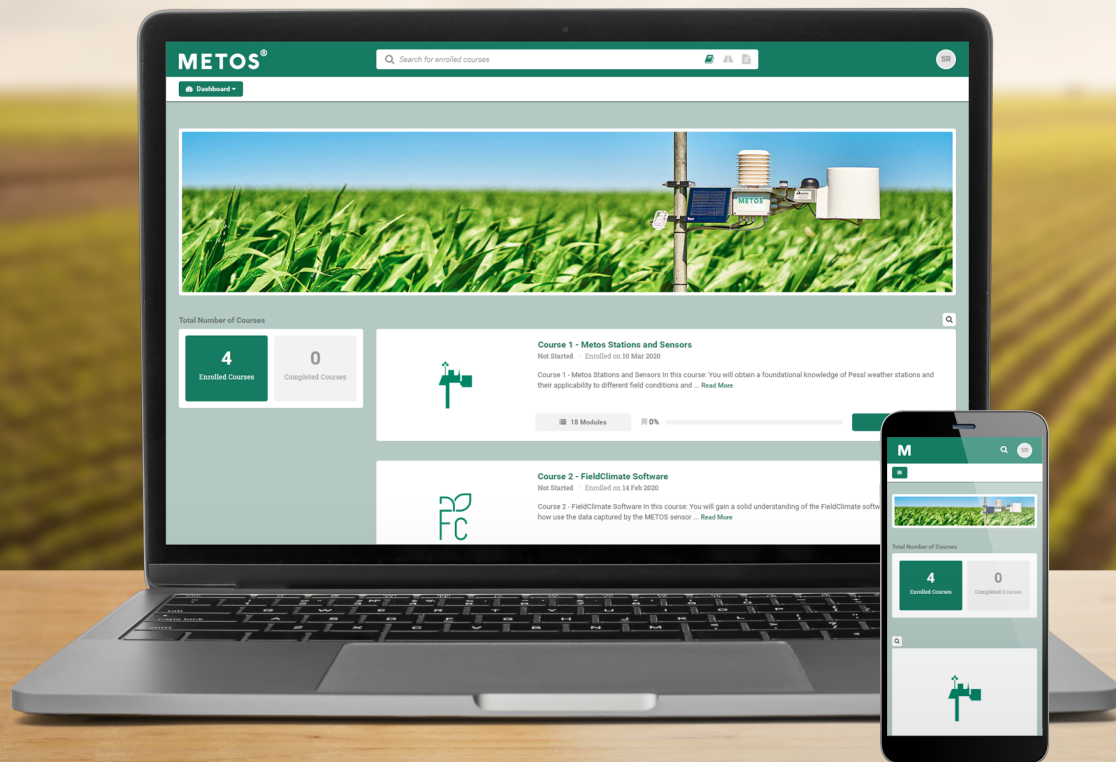 METOS®
Search for enrolled courses
SR
Dashboard
METOS
Total Number of Courses
4
Enrolled Courses
0
Completed Courses
Course 1 - Metos Stations and Sensors
Not Started · Enrolled on 10 Mar 2020
Course 1 - Metos Stations and Sensors In this course: You will obtain a foundational knowledge of Pessl weather stations and
their applicability to different field conditions and ... Read More
18 Modules
0%
Course 2 - FieldClimate Software
Not Started · Enrolled on 14 Feb 2020
Course 2 - FieldClimate Software In this course: You will gain a solid understanding of the FieldClimate softw
how use the data captured by the METOS sensor ... Read More
FC
M
SR
Total Number of Courses
4
Enrolled Courses
0
Completed Courses
tab
caps lock
shift